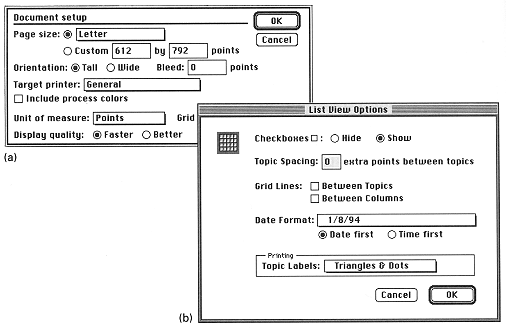 Document setup
OK
Page size: Letter
Cancel
Custom 612 by 792 points
Orientation: Tall Wide Bleed: 0 points
Target printer: General
Include process colors
Unit of measure: Points Grid
Display quality: Faster Better
(a)
List View Options
Checkboxes : Hide Show
Topic Spacing: 0 extra points between topics
Grid Lines: Between Topics
Between Columns
Date Format: 1/8/94
Date first Time first
Printing
Topic Labels: Triangles & Dots
Cancel OK
(b)